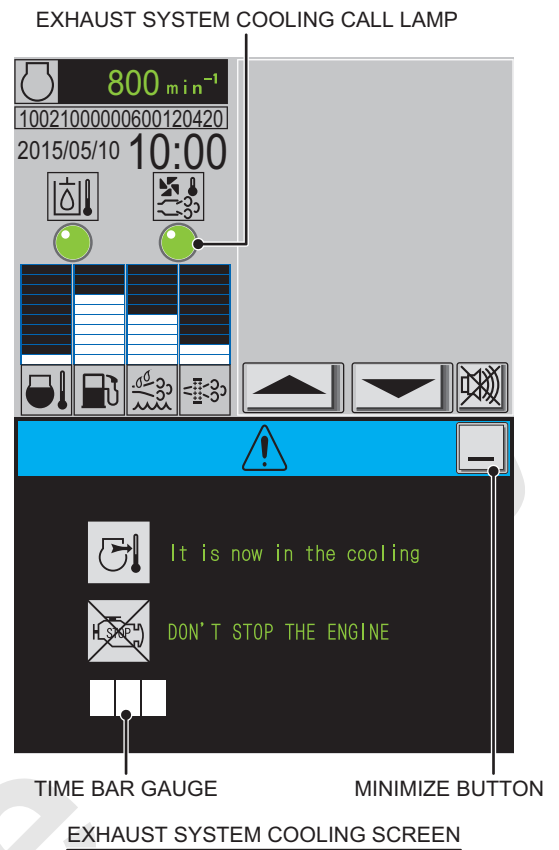 EXHAUST SYSTEM COOLING CALL LAMP
800 min⁻¹
10021000000600120420
2015/05/10 10:00
It is now in the cooling
STOP
DON'T STOP THE ENGINE
TIME BAR GAUGE
MINIMIZE BUTTON
EXHAUST SYSTEM COOLING SCREEN